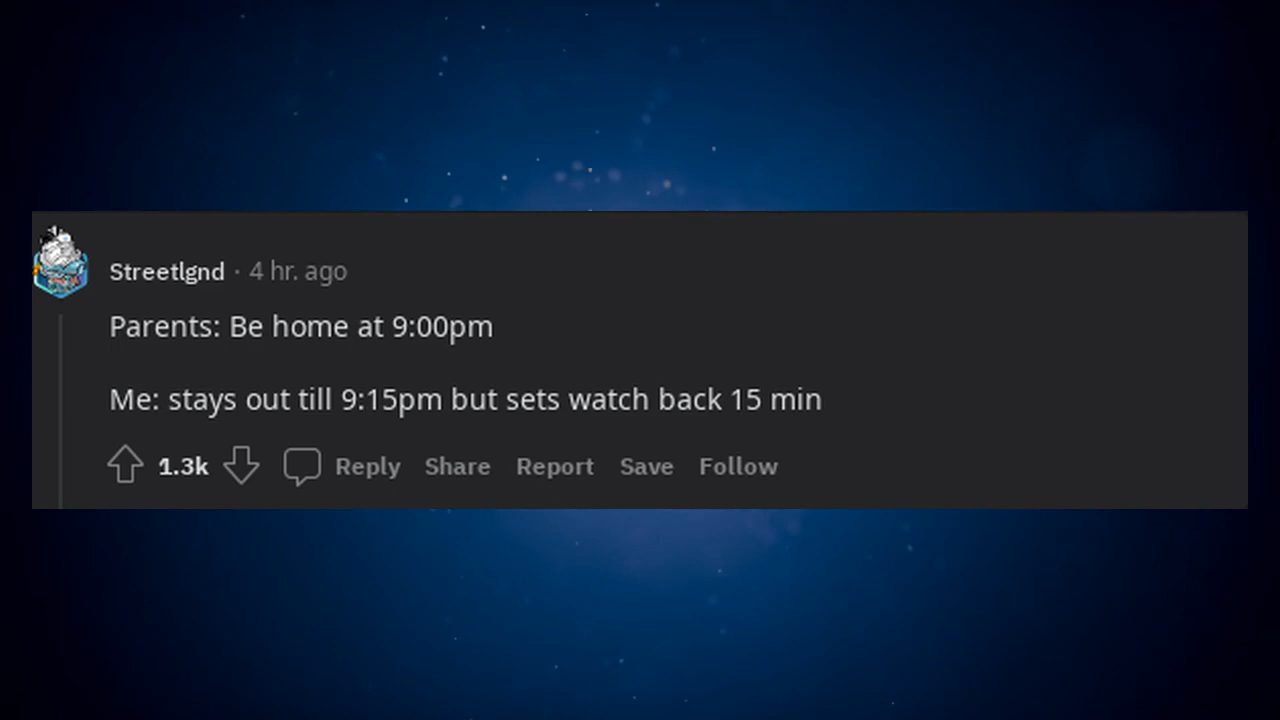 Streetlgnd · 4 hr. ago
Parents: Be home at 9:00pm
Me: stays out till 9:15pm but sets watch back 15 min
1.3k Reply Share Report Save Follow